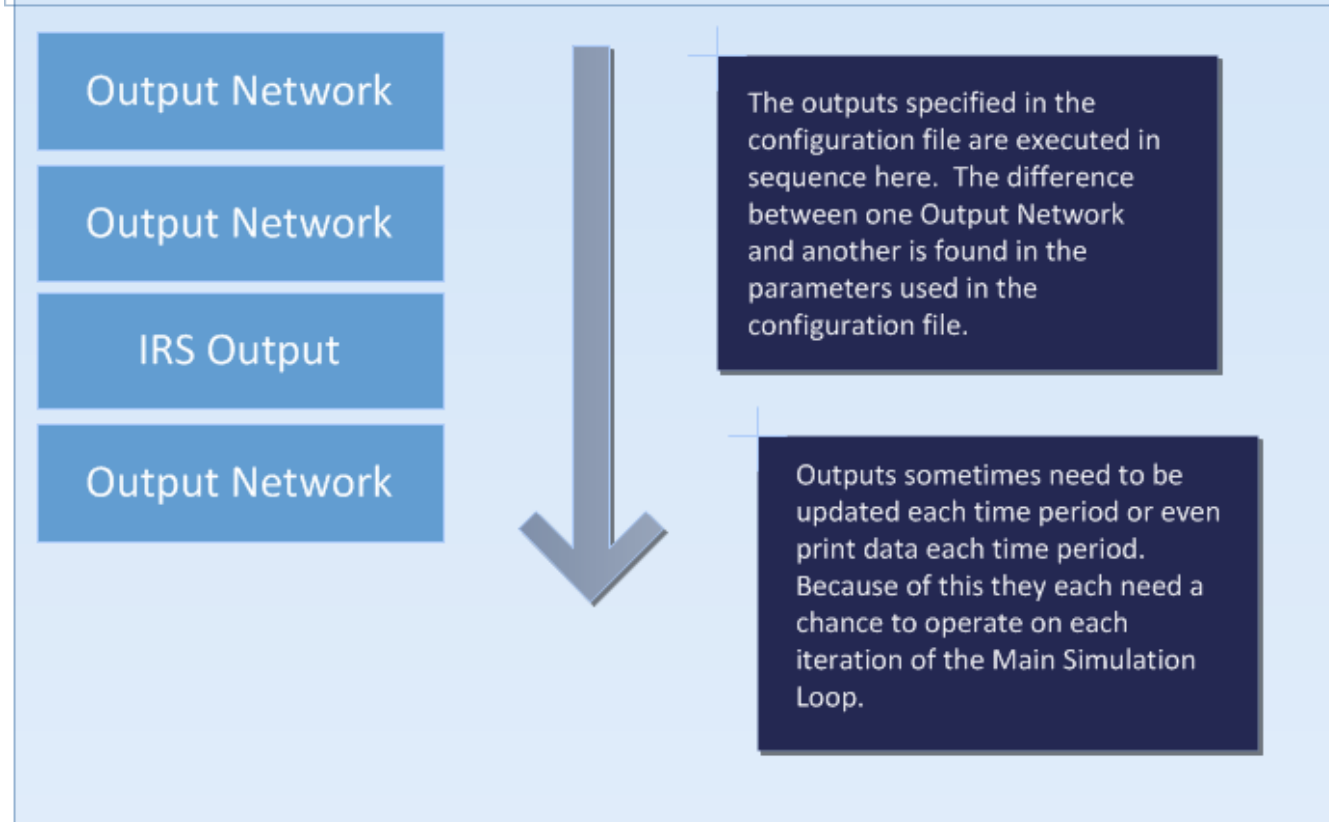 Output Network
Output Network
IRS Output
Output Network
The outputs specified in the
configuration file are executed in
sequence here.  The difference
between one Output Network
and another is found in the
parameters used in the
configuration file.
Outputs sometimes need to be
updated each time period or even
print data each time period.
Because of this they each need a
chance to operate on each
iteration of the Main Simulation
Loop.